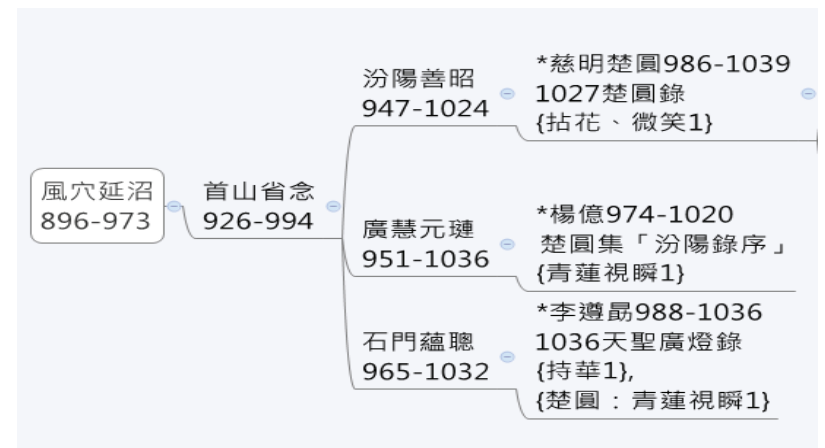 風穴延沼
896-973
首山省念
926-994
汾陽善昭
947-1024
*慈明楚圓986-1039
1027楚圓錄
{拈花、微笑1}
廣慧元璉
951-1036
*楊億974-1020
楚圓集「汾陽錄序」
{青蓮視瞬1}
石門蘊聰
965-1032
*李遵勗988-1036
1036天聖廣燈錄
{持華1},
{楚圓：青蓮視瞬1}